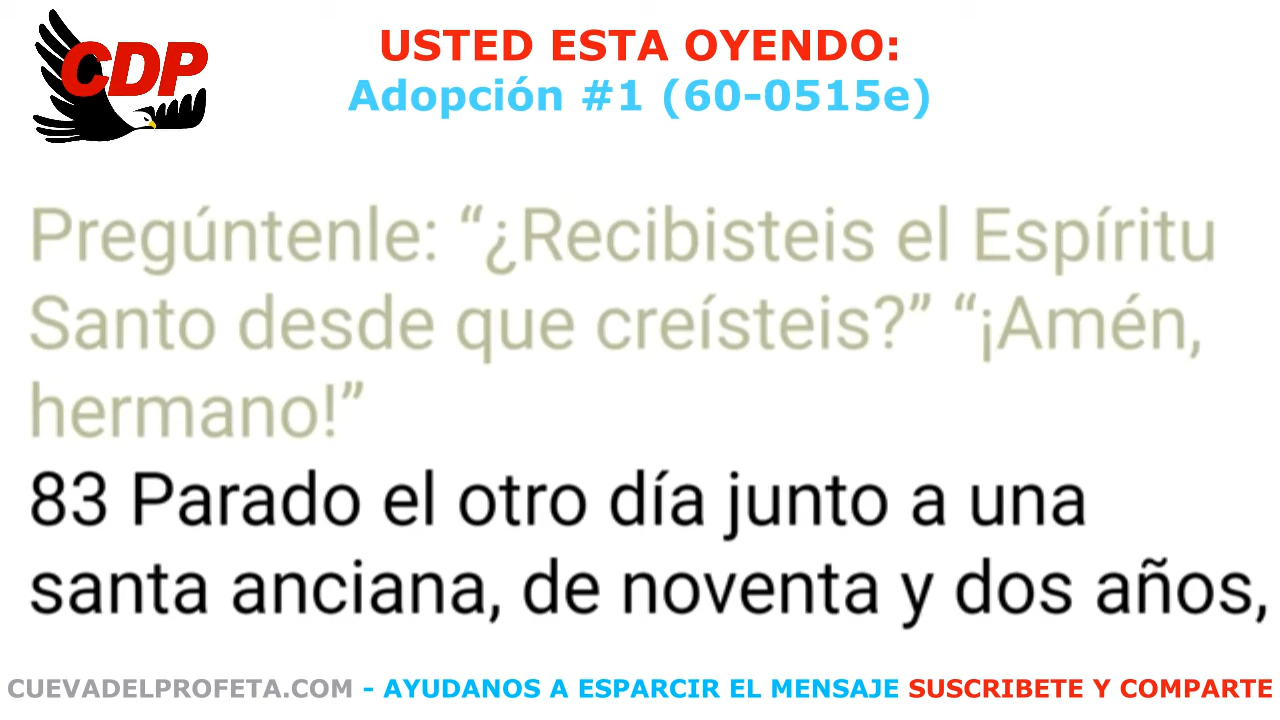 CDP
USTED ESTA OYENDO:
Adopción #1 (60-0515e)
Pregúntenle: “¿Recibisteis el Espíritu
Santo desde que creísteis?” “¡Amén,
hermano!”
83 Parado el otro día junto a una
santa anciana, de noventa y dos años,
CUEVADELPROFETA.COM - AYUDANOS A ESPARCIR EL MENSAJE SUSCRIBETE Y COMPARTE